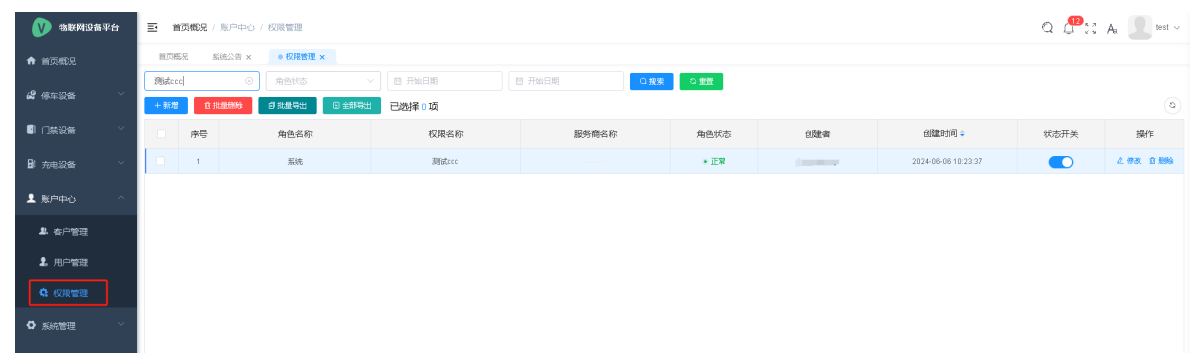 物联网设备平台
首页概况 / 账户中心 / 权限管理
12
test
首页概况
系统公告 ×
权限管理 ×
首页概况
停车设备
门禁设备
充电设备
账户中心
客户管理
用户管理
权限管理
系统管理
测试ccc 角色状态 开始日期 开始日期 搜索 重置
+ 新增 批量删除 批量导出 全部导出 已选择 0 项
序号 角色名称 权限名称 服务商名称 角色状态 创建者 创建时间 状态开关 操作
1 系统 测试ccc 正常 2024-06-06 10:23:37 修改 删除